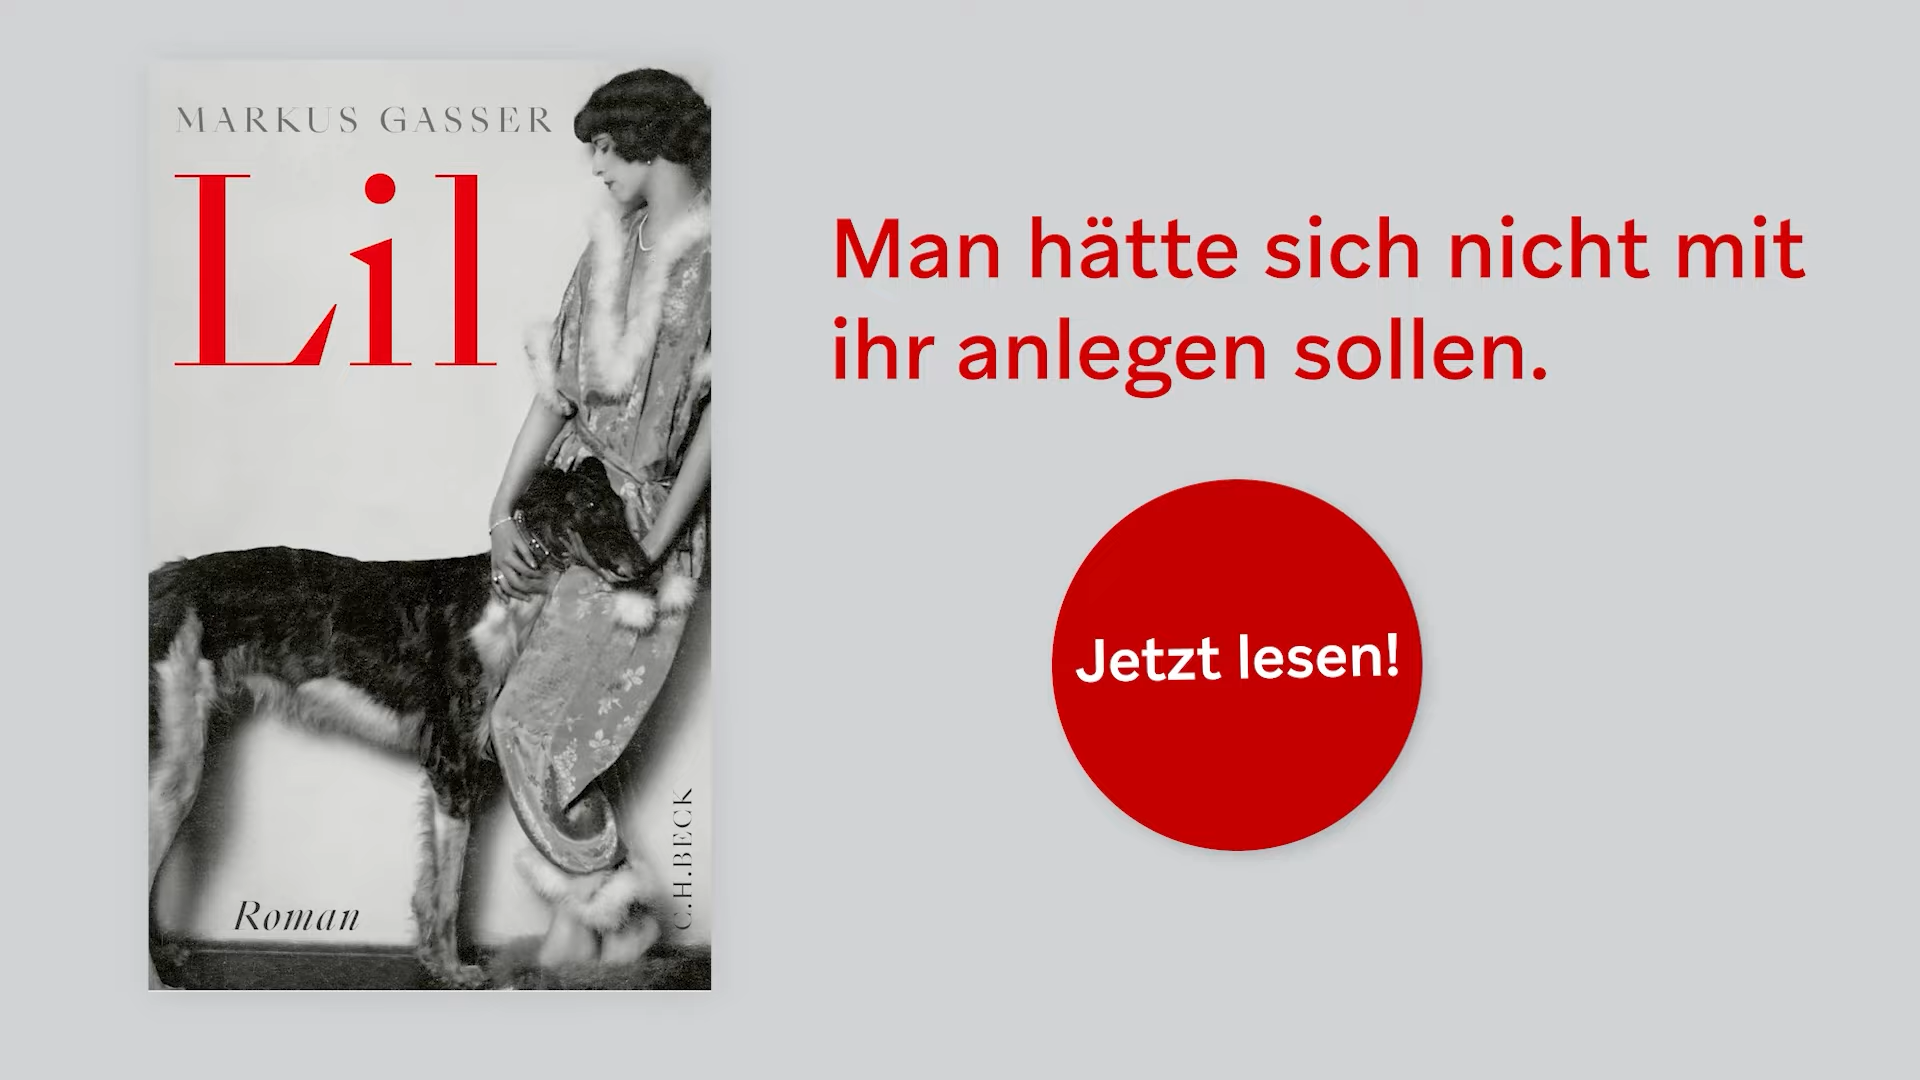 MARKUS GASSER
Lil
Roman
C.H.BECK
Man hätte sich nicht mit
ihr anlegen sollen.
Jetzt lesen!